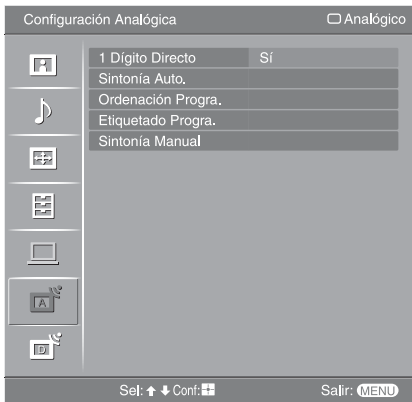 Configuración Analógica Analógico
1 Dígito Directo Sí
Sintonía Auto.
Ordenación Progra.
Etiquetado Progra.
Sintonía Manual
A
D
Sel: Conf: Salir: MENU